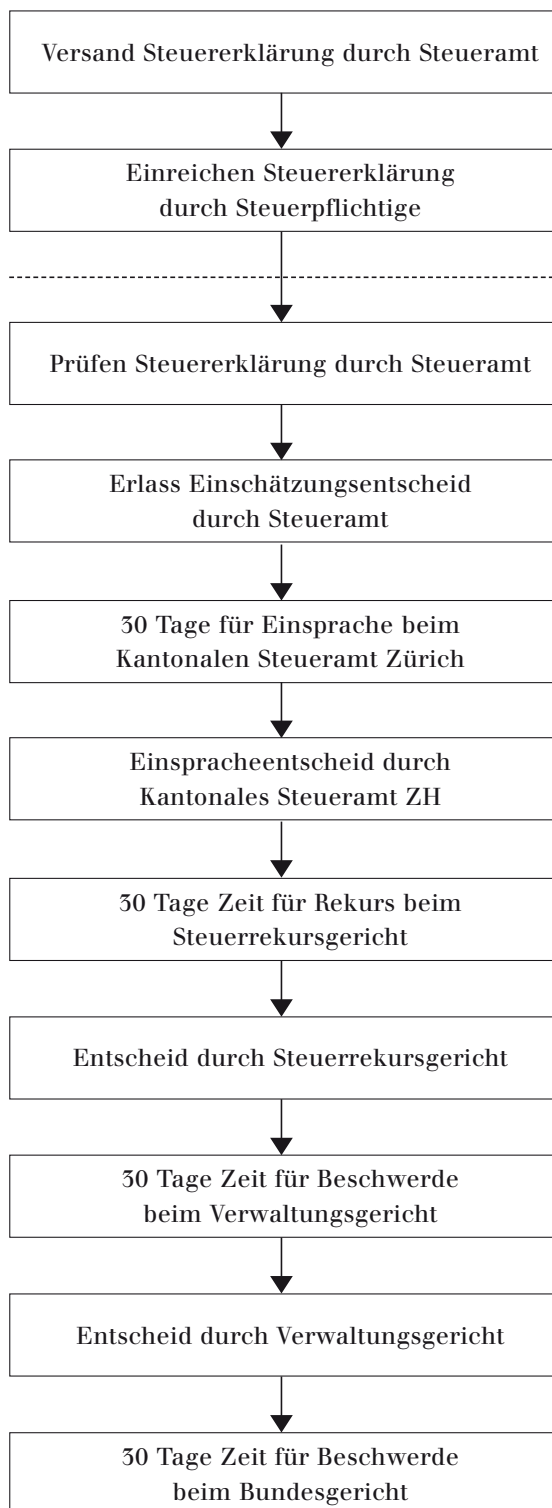 Versand Steuererklärung durch Steueramt
Einreichen Steuererklärung
durch Steuerpflichtige
Prüfen Steuererklärung durch Steueramt
Erlass Einschätzungsentscheid
durch Steueramt
30 Tage für Einsprache beim
Kantonalen Steueramt Zürich
Einspracheentscheid durch
Kantonales Steueramt ZH
30 Tage Zeit für Rekurs beim
Steuerrekursgericht
Entscheid durch Steuerrekursgericht
30 Tage Zeit für Beschwerde
beim Verwaltungsgericht
Entscheid durch Verwaltungsgericht
30 Tage Zeit für Beschwerde
beim Bundesgericht